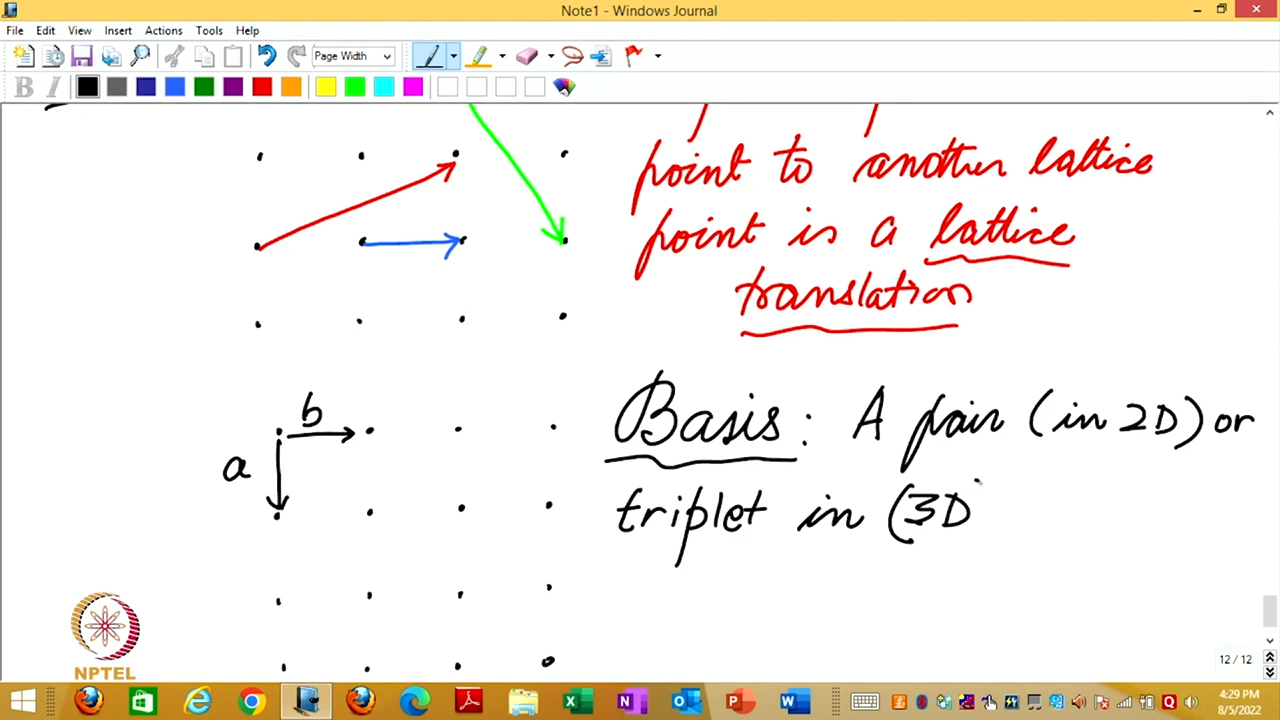 Note1 - Windows Journal
File Edit View Insert Actions Tools Help
Page Width
B I
point to another lattice
point is a lattice
translation
b
a
Basis: A pair (in 2D) or
triplet in (3D
NPTEL
12 / 12
4:29 PM
8/5/2022